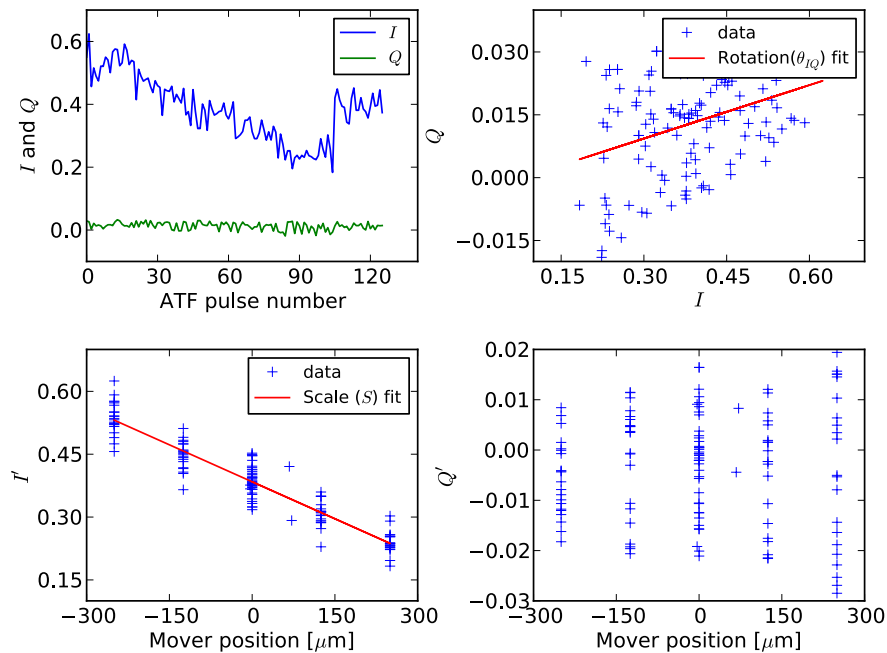 0.6
0.4
0.2
0.0
I and Q
I
Q
0 30 60 90 120
ATF pulse number
0.030
0.015
0.000
−0.015
Q
data
Rotation(θ_IQ) fit
0.15 0.30 0.45 0.60
I
0.60
0.45
0.30
0.15
I′
data
Scale (S) fit
−300 −150 0 150 300
Mover position [μm]
0.02
0.01
0.00
−0.01
−0.02
−0.03
Q′
−300 −150 0 150 300
Mover position [μm]